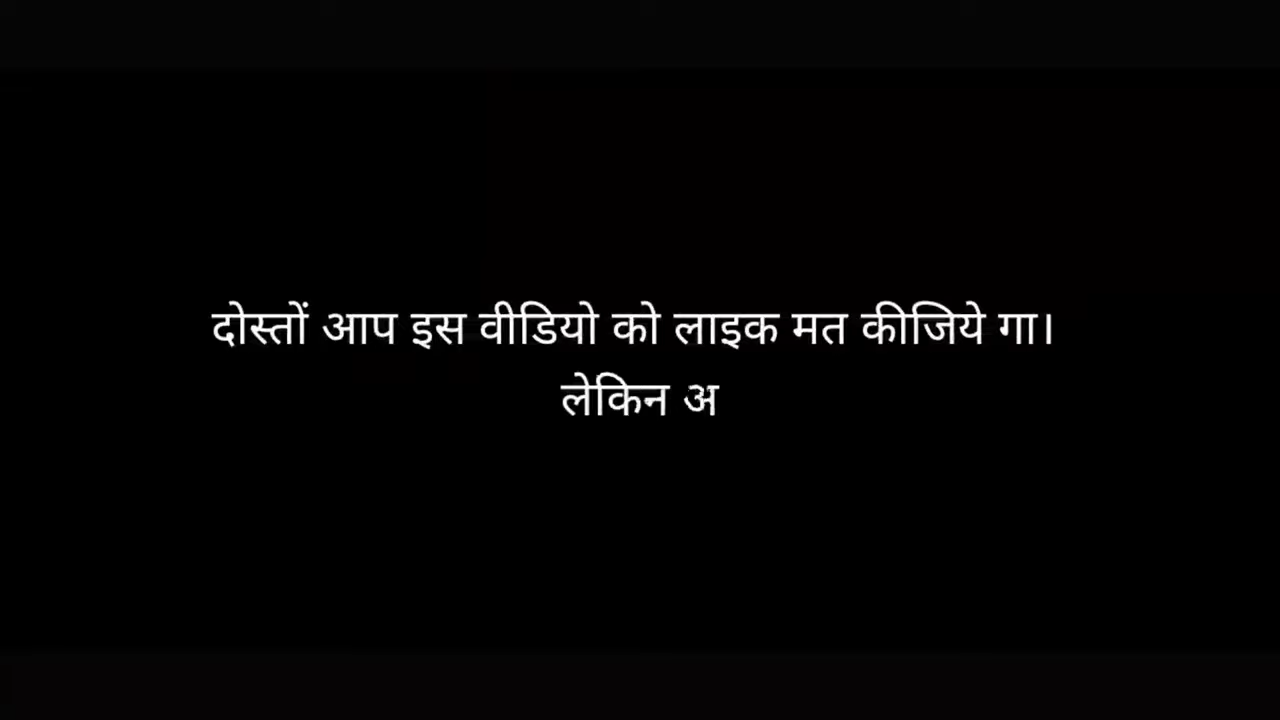 दोस्तों आप इस वीडियो को लाइक मत कीजिये गा।
लेकिन अ